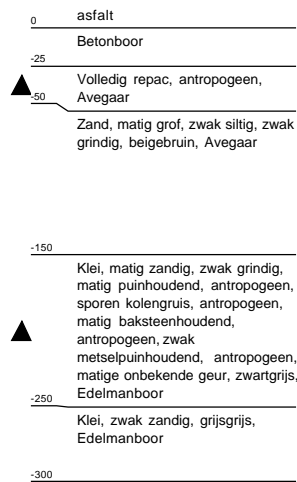 0
asfalt
Betonboor
-25
Volledig repac, antropogeen,
Avegaar
-50
Zand, matig grof, zwak siltig, zwak
grindig, beigebruin, Avegaar
-150
Klei, matig zandig, zwak grindig,
matig puinhoudend, antropogeen,
sporen kolengruis, antropogeen,
matig baksteenhoudend,
antropogeen, zwak
metselpuinhoudend, antropogeen,
matige onbekende geur, zwartgrijs,
Edelmanboor
-250
Klei, zwak zandig, grijsgrijs,
Edelmanboor
-300